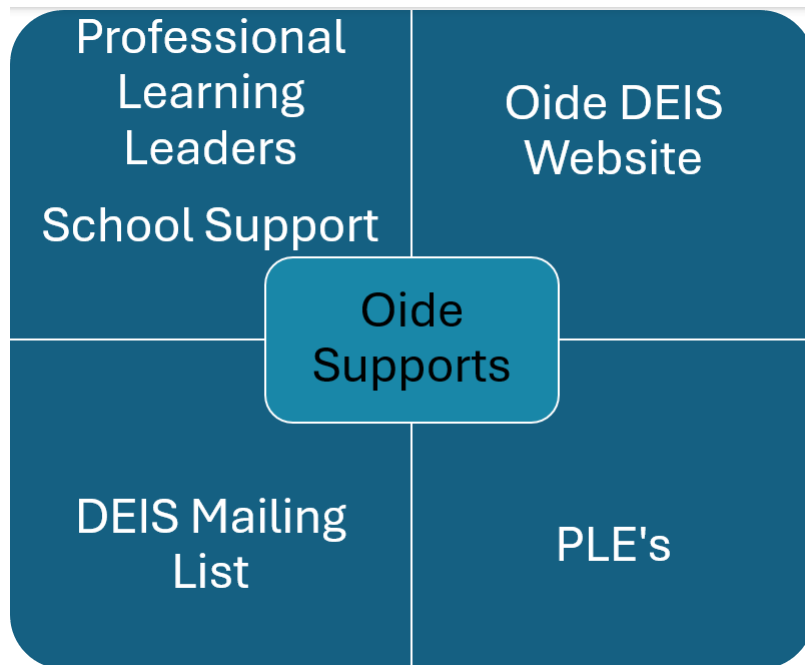 Professional
Learning
Leaders
School Support
Oide DEIS
Website
Oide
Supports
DEIS Mailing
List
PLE's